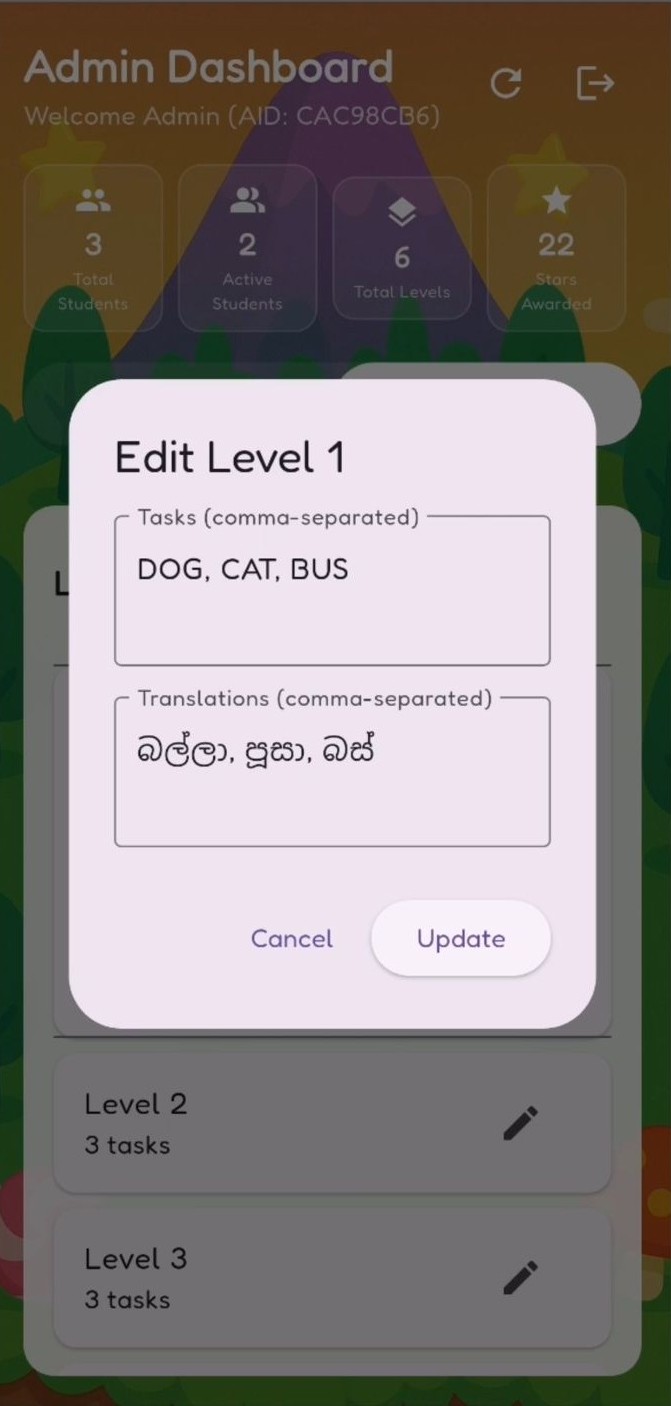 Admin Dashboard
Welcome Admin (AID: CAC98CB6)
3
Total
Students
2
Active
Students
6
Total Levels
22
Stars
Awarded
Edit Level 1
Tasks (comma-separated)
DOG, CAT, BUS
Translations (comma-separated)
බල්ලා, පූසා, බස්
Cancel
Update
Level 2
3 tasks
Level 3
3 tasks